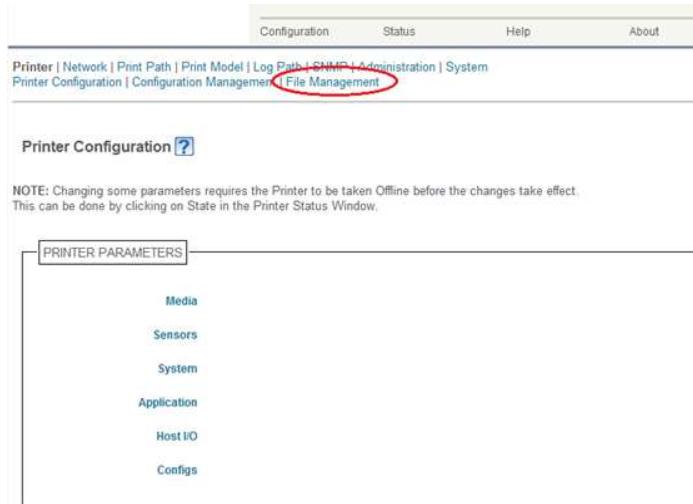 Configuration Status Help About
Printer | Network | Print Path | Print Model | Log Path | SNMP | Administration | System
Printer Configuration | Configuration Management | File Management
Printer Configuration ?
NOTE: Changing some parameters requires the Printer to be taken Offline before the changes take effect.
This can be done by clicking on State in the Printer Status Window.
PRINTER PARAMETERS
Media
Sensors
System
Application
Host I/O
Configs